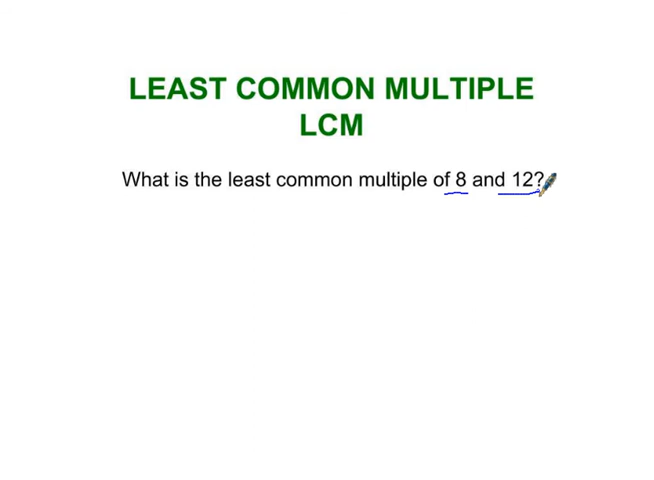 LEAST COMMON MULTIPLE
LCM
What is the least common multiple of 8 and 12?